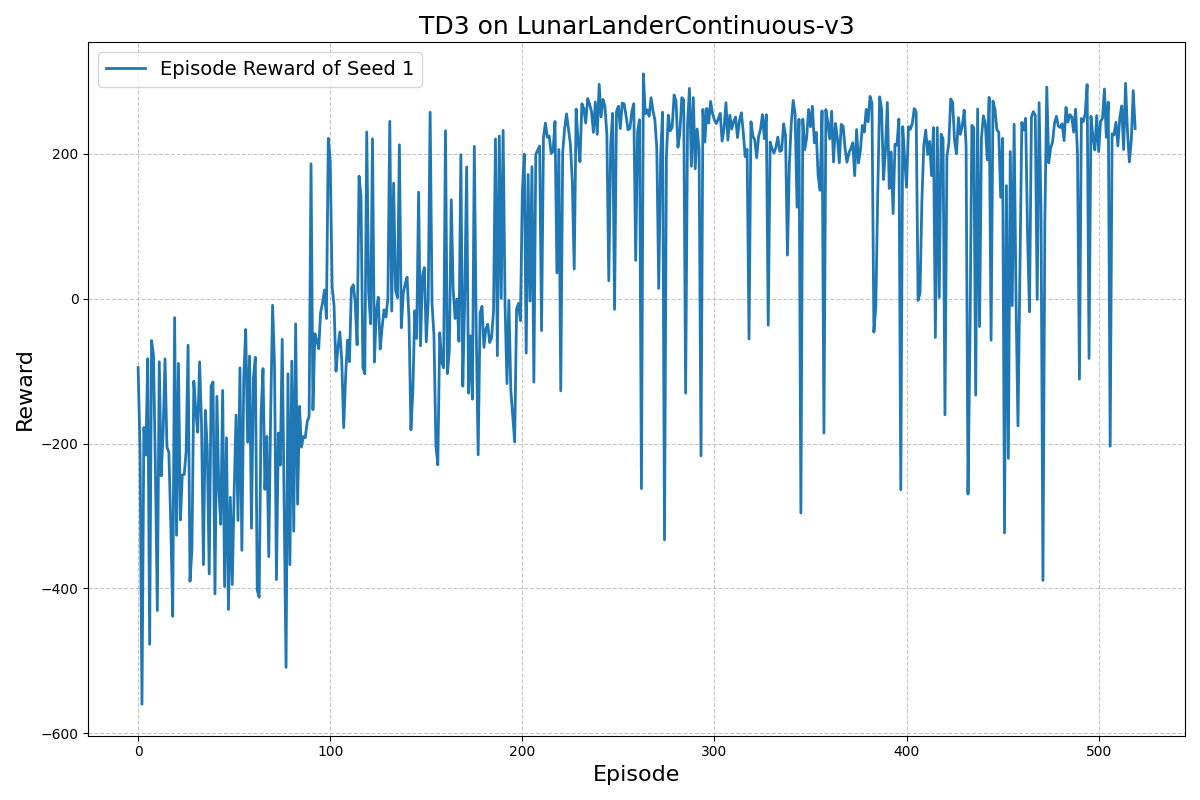 TD3 on LunarLanderContinuous-v3
Episode Reward of Seed 1
Reward
200
0
−200
−400
−600
0 100 200 300 400 500
Episode